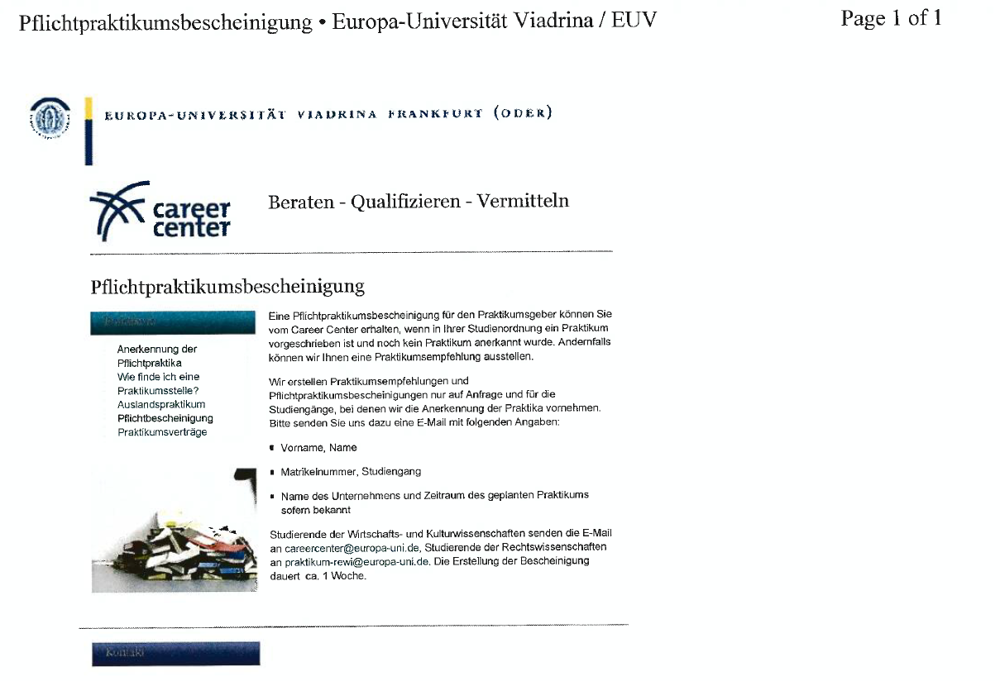 Pflichtpraktikumsbescheinigung • Europa-Universität Viadrina / EUV
Page 1 of 1
EUROPA-UNIVERSITÄT VIADRINA FRANKFURT (ODER)
career
center
Beraten - Qualifizieren - Vermitteln
Pflichtpraktikumsbescheinigung
Anerkennung der
Pflichtpraktika
Wie finde ich eine
Praktikumsstelle?
Auslandspraktikum
Pflichtbescheinigung
Praktikumsverträge
Eine Pflichtpraktikumsbescheinigung für den Praktikumsgeber können Sie
vom Career Center erhalten, wenn in Ihrer Studienordnung ein Praktikum
vorgeschrieben ist und noch kein Praktikum anerkannt wurde. Andernfalls
können wir Ihnen eine Praktikumsempfehlung ausstellen.
Wir erstellen Praktikumsempfehlungen und
Pflichtpraktikumsbescheinigungen nur auf Anfrage und für die
Studiengänge, bei denen wir die Anerkennung der Praktika vornehmen.
Bitte senden Sie uns dazu eine E-Mail mit folgenden Angaben:
▪ Vorname, Name
▪ Matrikelnummer, Studiengang
▪ Name des Unternehmens und Zeitraum des geplanten Praktikums
sofern bekannt
Studierende der Wirtschafts- und Kulturwissenschaften senden die E-Mail
an careercenter@europa-uni.de, Studierende der Rechtswissenschaften
an praktikum-rewi@europa-uni.de. Die Erstellung der Bescheinigung
dauert ca. 1 Woche.
Kontakt